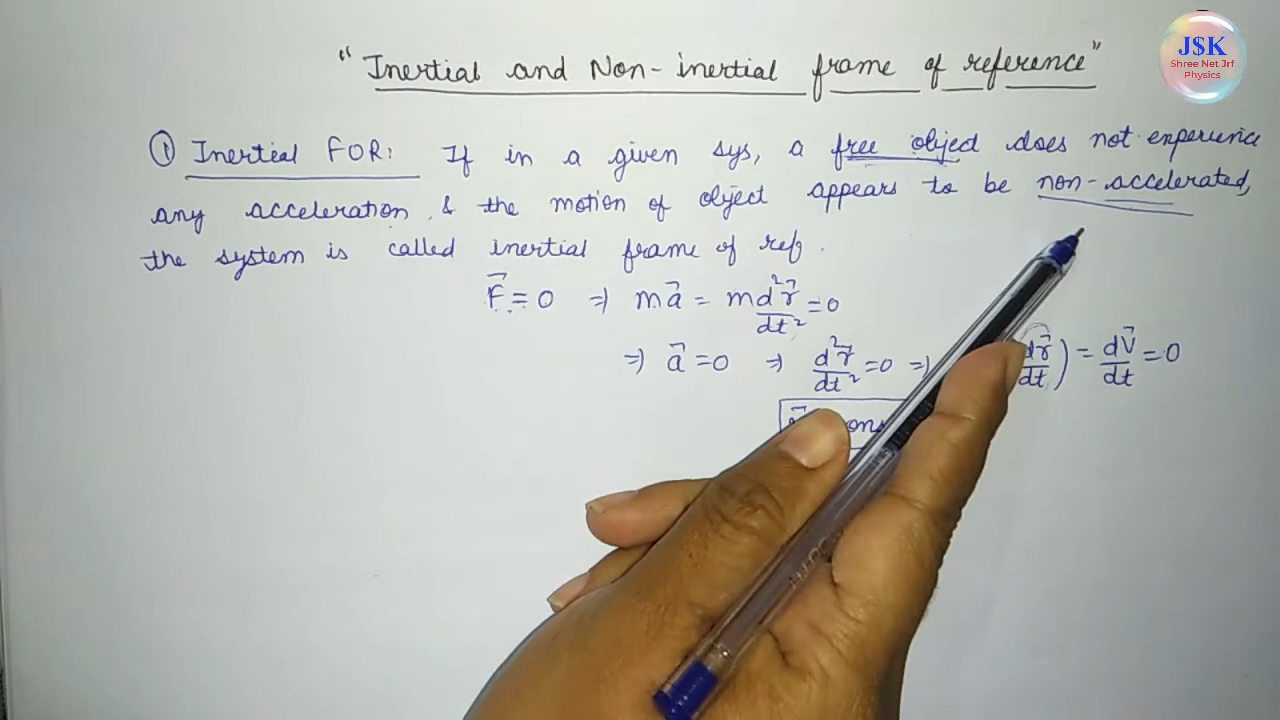 J$K
Shree Net Jrf
Physics
"Inertial and Non-inertial frame of reference"
① Inertial FOR: If in a given sys, a free object does not experience
any acceleration & the motion of object appears to be non-accelerated,
the system is called inertial frame of ref.
F⃗ = 0 ⇒ ma⃗ = m d²r⃗/dt² = 0
⇒ a⃗ = 0 ⇒ d²r⃗/dt² = 0 ⇒ dr⃗/dt) = dV⃗/dt = 0